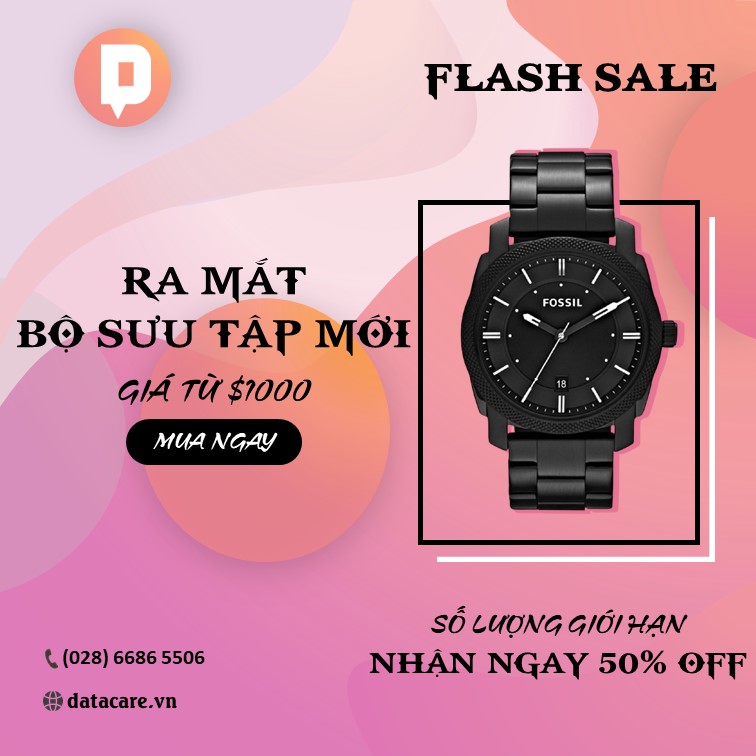 FLASH SALE
RA MẮT
BỘ SƯU TẬP MỚI
GIÁ TỪ $1000
MUA NGAY
FOSSIL
18
SỐ LƯỢNG GIỚI HẠN
NHẬN NGAY 50% OFF
(028) 6686 5506
datacare.vn